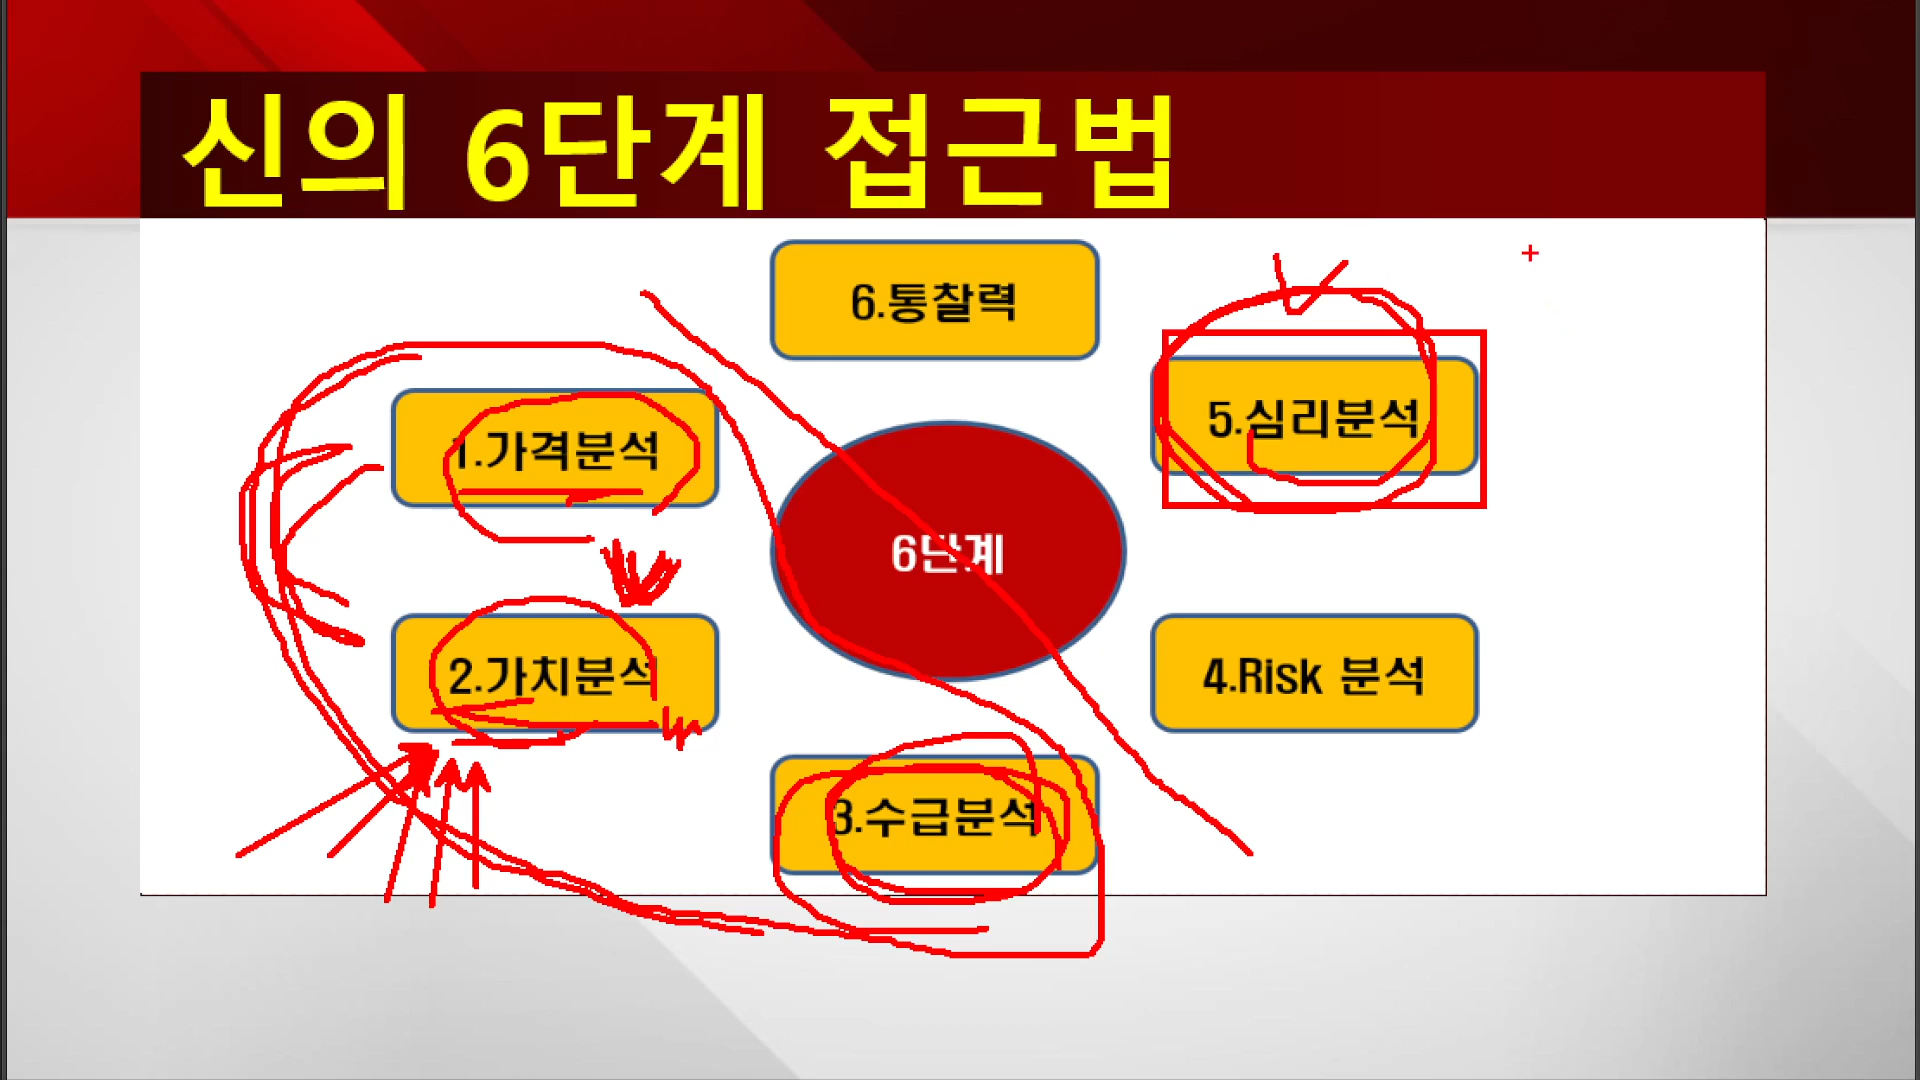 신의 6단계 접근법
6.통찰력
1.가격분석
5.심리분석
6단계
2.가치분석
4.Risk 분석
3.수급분석